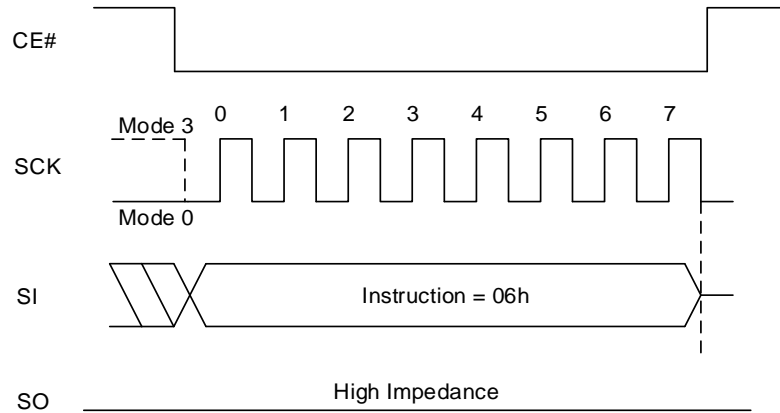 CE#
0 1 2 3 4 5 6 7
Mode 3
SCK
Mode 0
SI
Instruction = 06h
High Impedance
SO